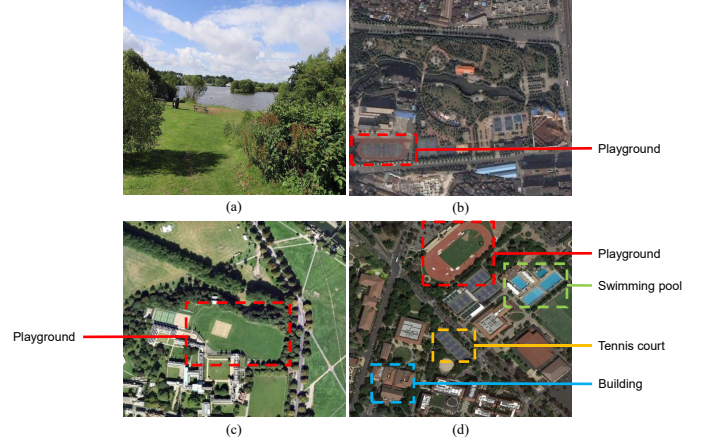 Playground
(a)
(b)
Playground
Playground
Swimming pool
Tennis court
Building
(c)
(d)